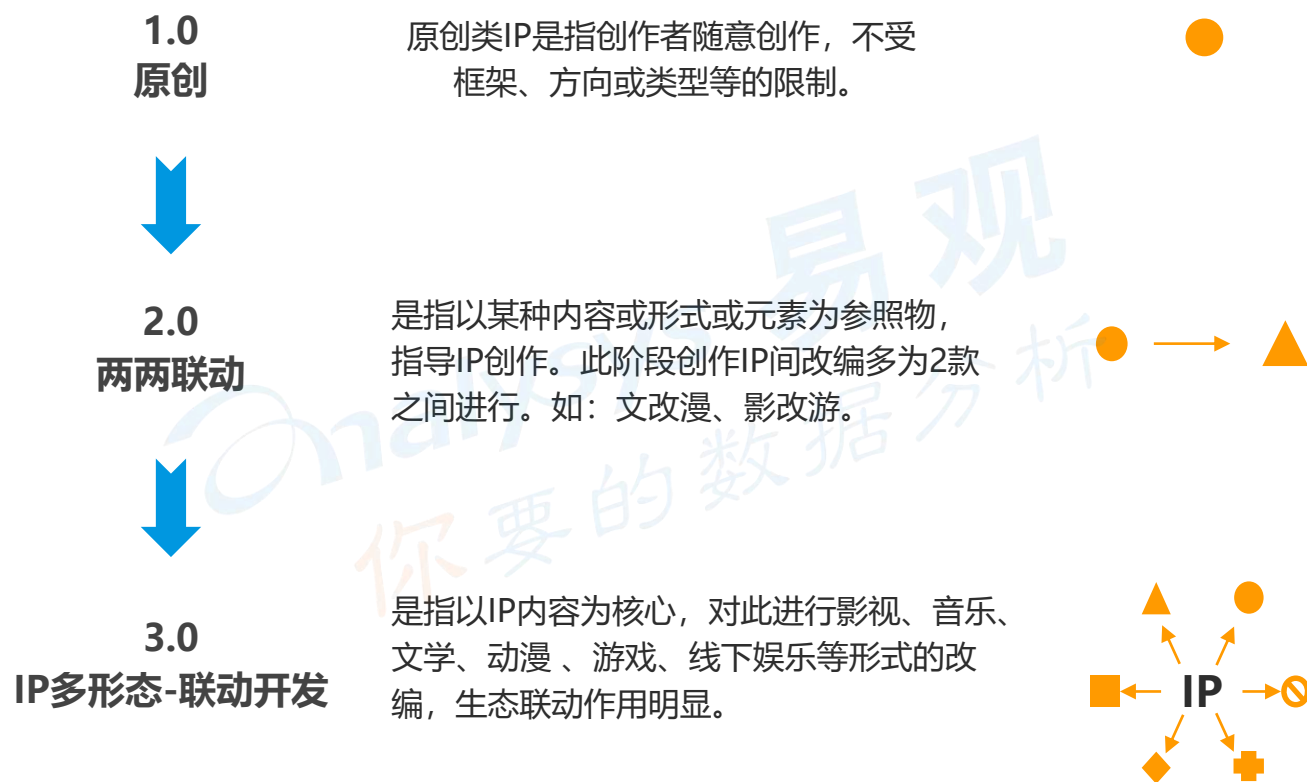 1.0
原创
原创类IP是指创作者随意创作，不受
框架、方向或类型等的限制。
2.0
两两联动
是指以某种内容或形式或元素为参照物，
指导IP创作。此阶段创作IP间改编多为2款
之间进行。如：文改漫、影改游。
3.0
IP多形态-联动开发
是指以IP内容为核心，对此进行影视、音乐、
文学、动漫 、游戏、线下娱乐等形式的改
编，生态联动作用明显。
IP
analysys 易观
你要的数据分析